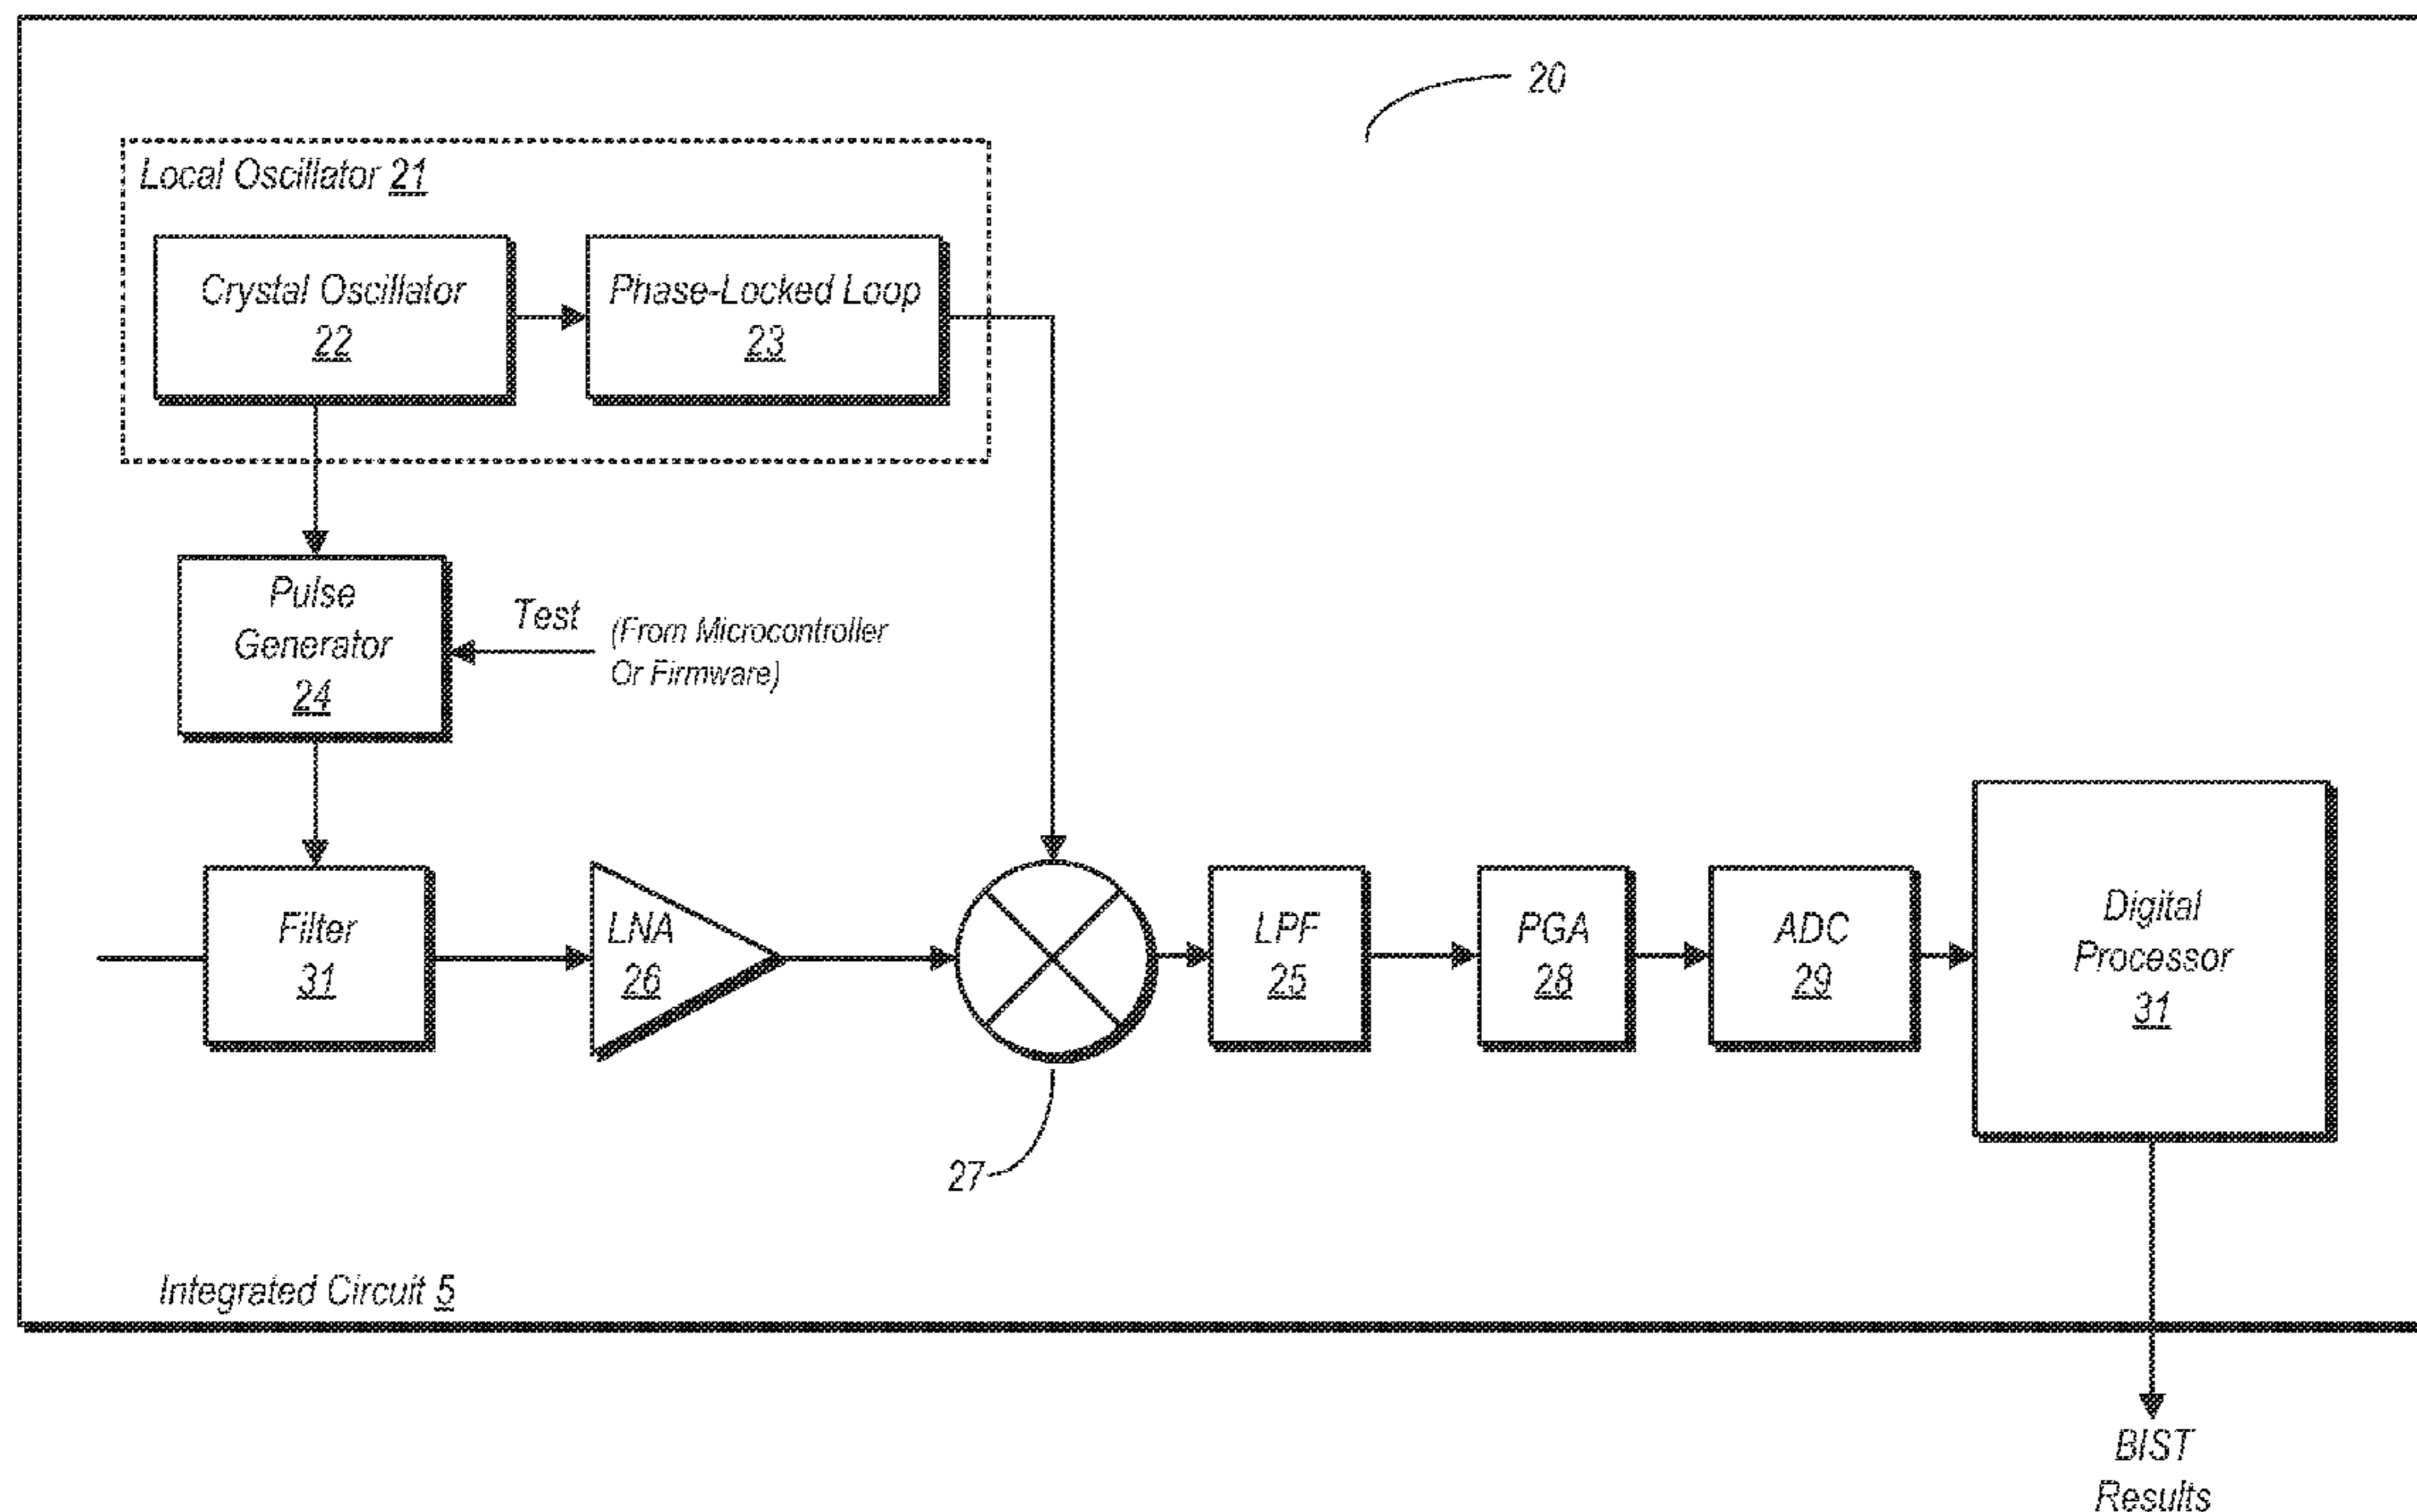 20
Local Oscillator 21
Crystal Oscillator
22
Phase-Locked Loop
23
Pulse
Generator
24
Test
(From Microcontroller
Or Firmware)
Filter
31
LNA
26
27
LPF
25
PGA
28
ADC
29
Digital
Processor
31
Integrated Circuit 5
BIST
Results